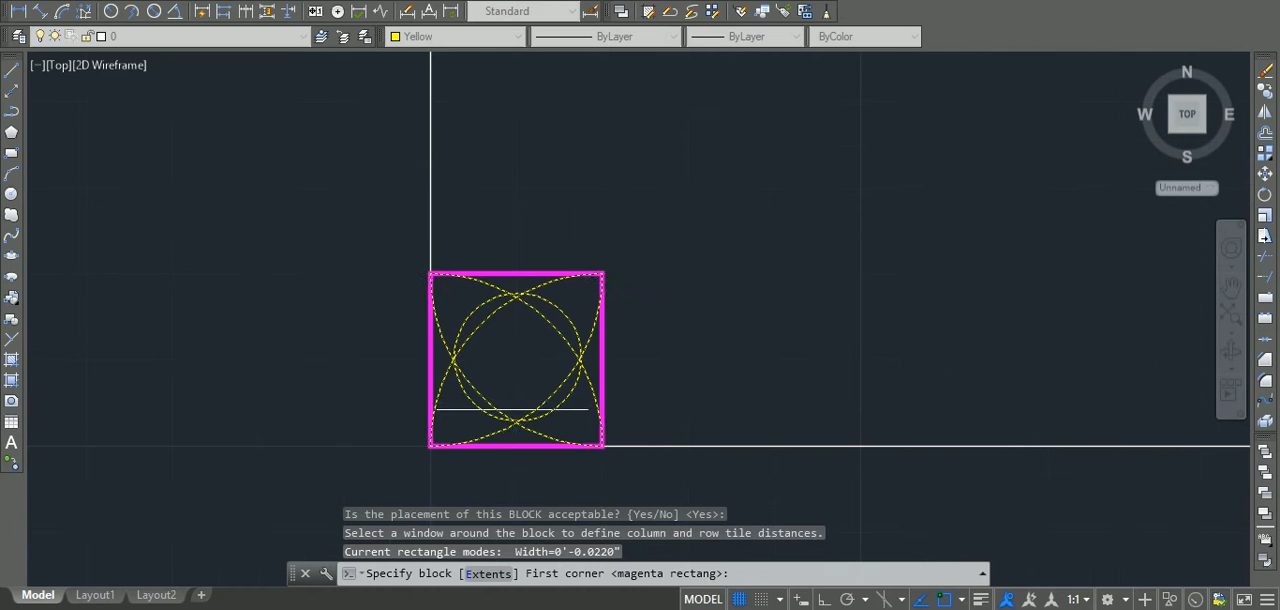 Standard
0
Yellow
ByLayer
ByLayer
ByColor
[−][Top][2D Wireframe]
N
W
TOP
E
S
Unnamed
A
Is the placement of this BLOCK acceptable? {Yes/No] <Yes>:
Select a window around the block to define column and row tile distances.
Current rectangle modes:  Width=0'-0.0220"
Specify block [Extents] First corner <magenta rectang>:
Model
Layout1
Layout2
+
MODEL
1:1